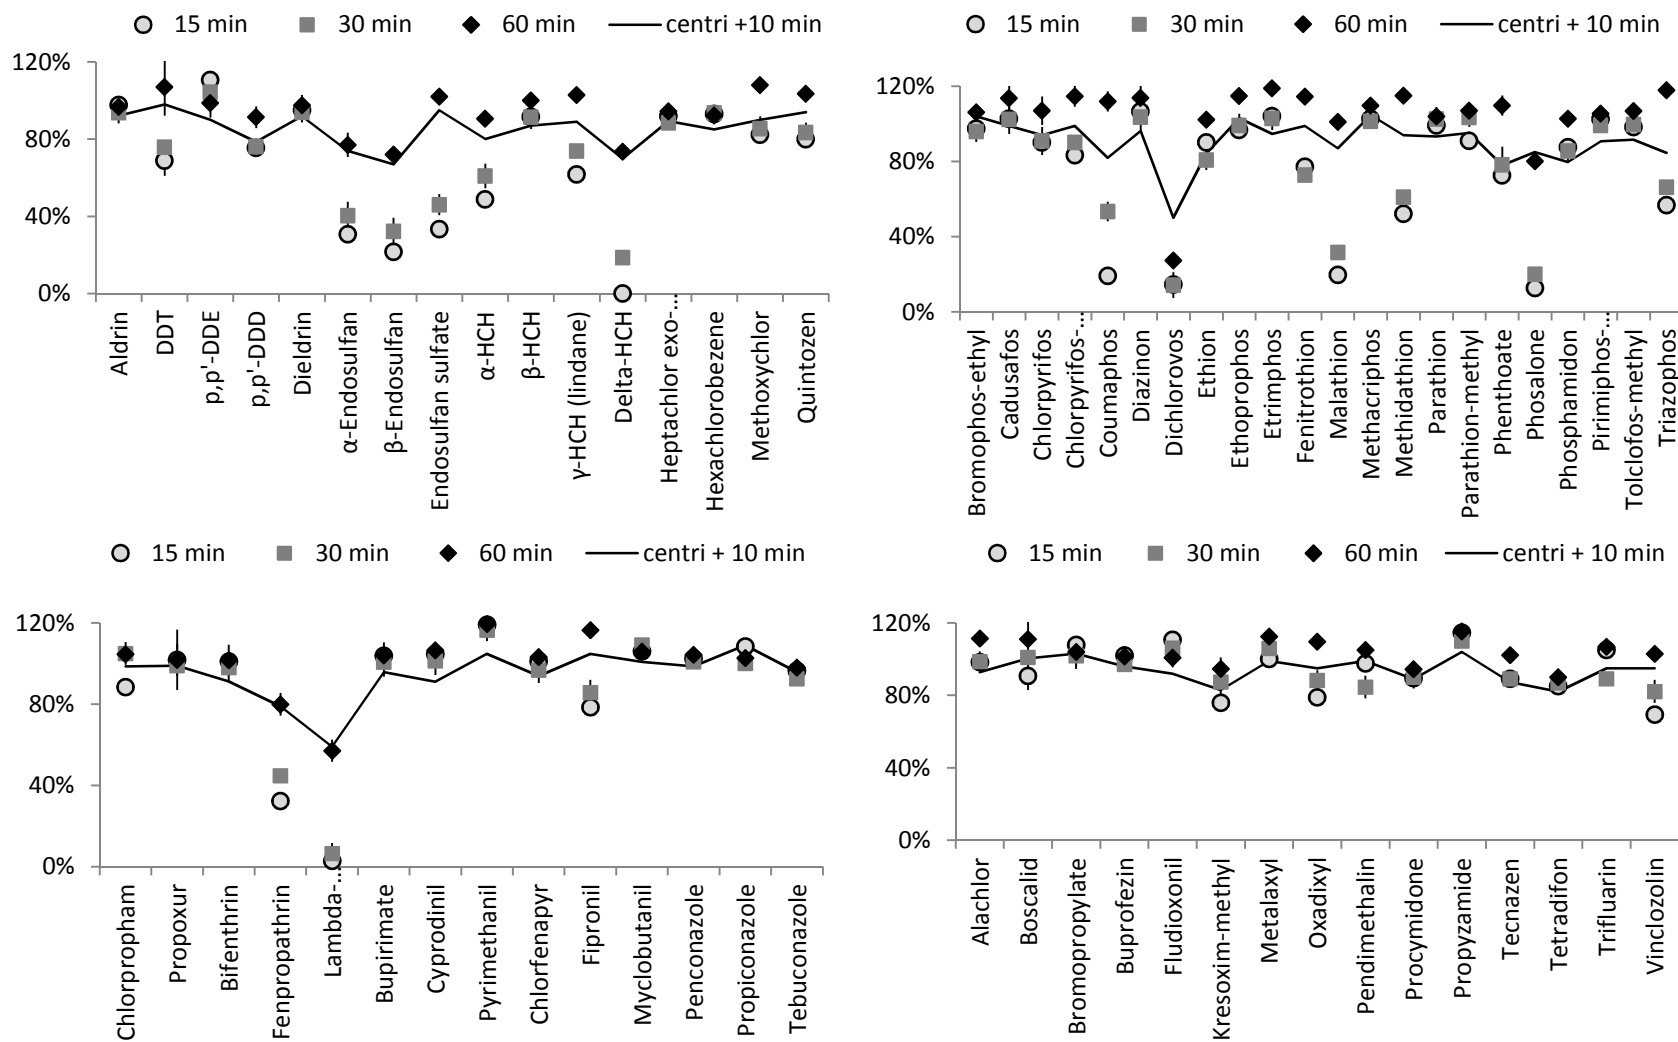 15 min 30 min 60 min centri +10 min
120%
80%
40%
0%
Aldrin
DDT
p,p'-DDE
p,p'-DDD
Dieldrin
α-Endosulfan
β-Endosulfan
Endosulfan sulfate
α-HCH
β-HCH
γ-HCH (lindane)
Delta-HCH
Heptachlor exo-...
Hexachlorobezene
Methoxychlor
Quintozen
15 min 30 min 60 min centri + 10 min
120%
80%
40%
0%
Bromophos-ethyl
Cadusafos
Chlorpyrifos
Chlorpyrifos-...
Coumaphos
Diazinon
Dichlorovos
Ethion
Ethoprophos
Etrimphos
Fenitrothion
Malathion
Methacriphos
Methidathion
Parathion
Parathion-methyl
Phenthoate
Phosalone
Phosphamidon
Pirimiphos-...
Tolclofos-methyl
Triazophos
15 min 30 min 60 min centri + 10 min
120%
80%
40%
0%
Chlorpropham
Propoxur
Bifenthrin
Fenpropathrin
Lambda-...
Bupirimate
Cyprodinil
Pyrimethanil
Chlorfenapyr
Fipronil
Myclobutanil
Penconazole
Propiconazole
Tebuconazole
15 min 30 min 60 min centri + 10 min
120%
80%
40%
0%
Alachlor
Boscalid
Bromopropylate
Buprofezin
Fludioxonil
Kresoxim-methyl
Metalaxyl
Oxadixyl
Pendimethalin
Procymidone
Propyzamide
Tecnazen
Tetradifon
Trifluarin
Vinclozolin